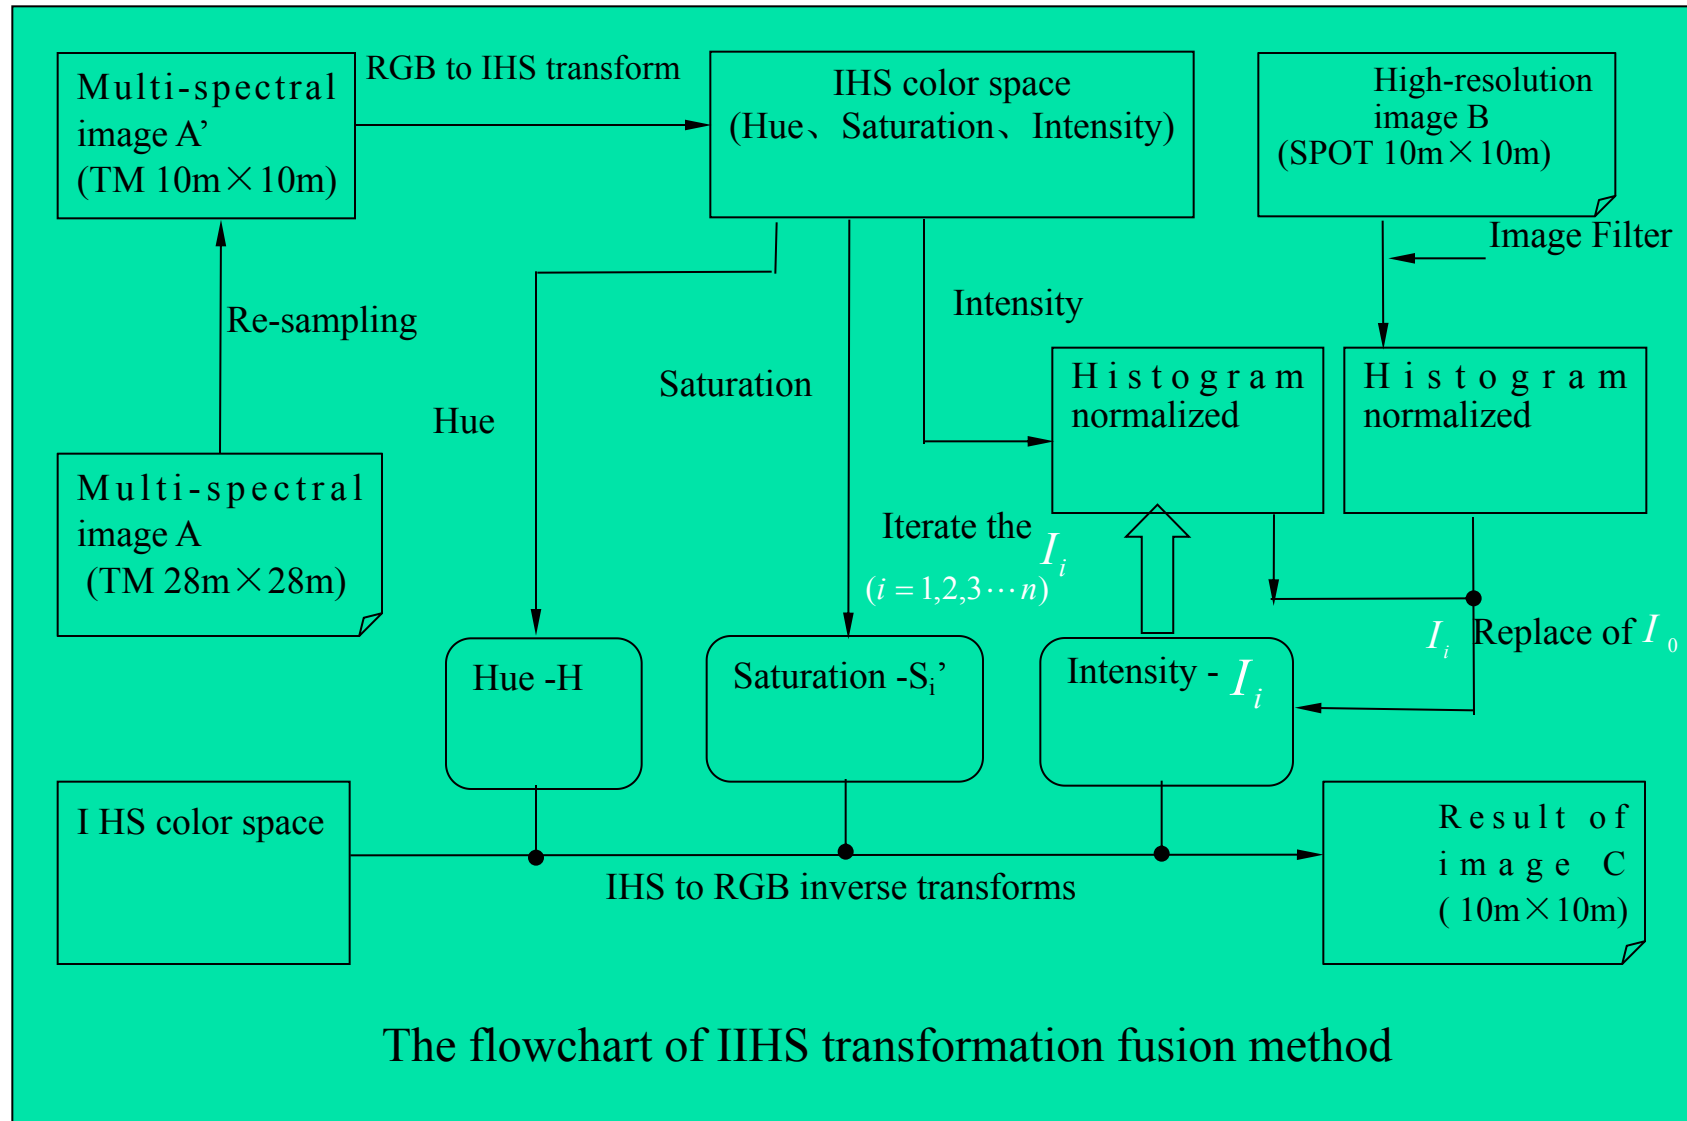 Multi-spectral
image A’
(TM 10m×10m)
RGB to IHS transform
IHS color space
(Hue、Saturation、Intensity)
High-resolution
image B
(SPOT 10m×10m)
Image Filter
Re-sampling
Hue
Saturation
Intensity
Histogram
normalized
Histogram
normalized
Multi-spectral
image A
(TM 28m×28m)
Iterate the I_i
(i = 1,2,3⋯n)
I_i Replace of I_0
Hue -H
Saturation -S_i’
Intensity - I_i
I HS color space
IHS to RGB inverse transforms
Result of
image C
( 10m×10m)
The flowchart of IIHS transformation fusion method